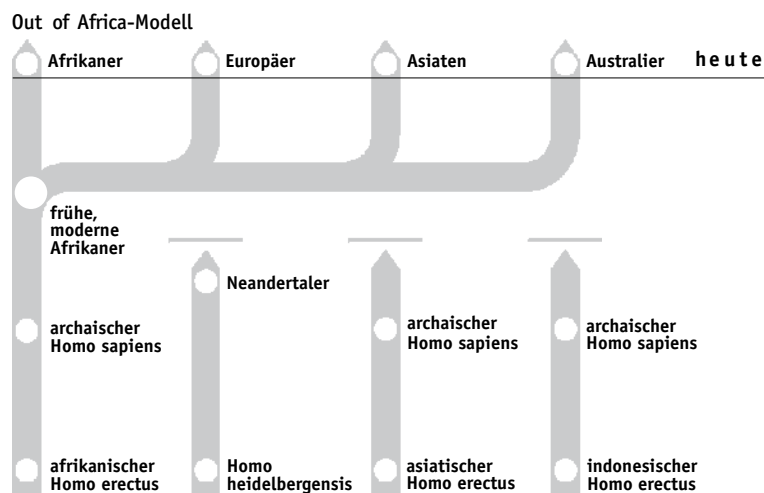 Out of Africa-Modell
Afrikaner
Europäer
Asiaten
Australier
heute
frühe,
moderne
Afrikaner
Neandertaler
archaischer
Homo sapiens
archaischer
Homo sapiens
archaischer
Homo sapiens
afrikanischer
Homo erectus
Homo
heidelbergensis
asiatischer
Homo erectus
indonesischer
Homo erectus